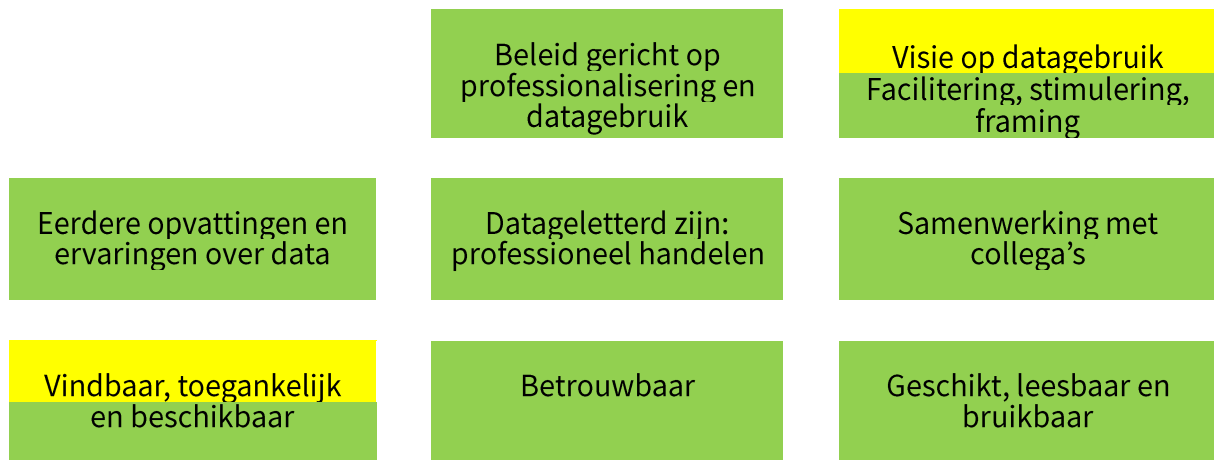 Beleid gericht op
professionalisering en
datagebruik
Visie op datagebruik
Facilitering, stimulering,
framing
Eerdere opvattingen en
ervaringen over data
Datageletterd zijn:
professioneel handelen
Samenwerking met
collega’s
Vindbaar, toegankelijk
en beschikbaar
Betrouwbaar
Geschikt, leesbaar en
bruikbaar